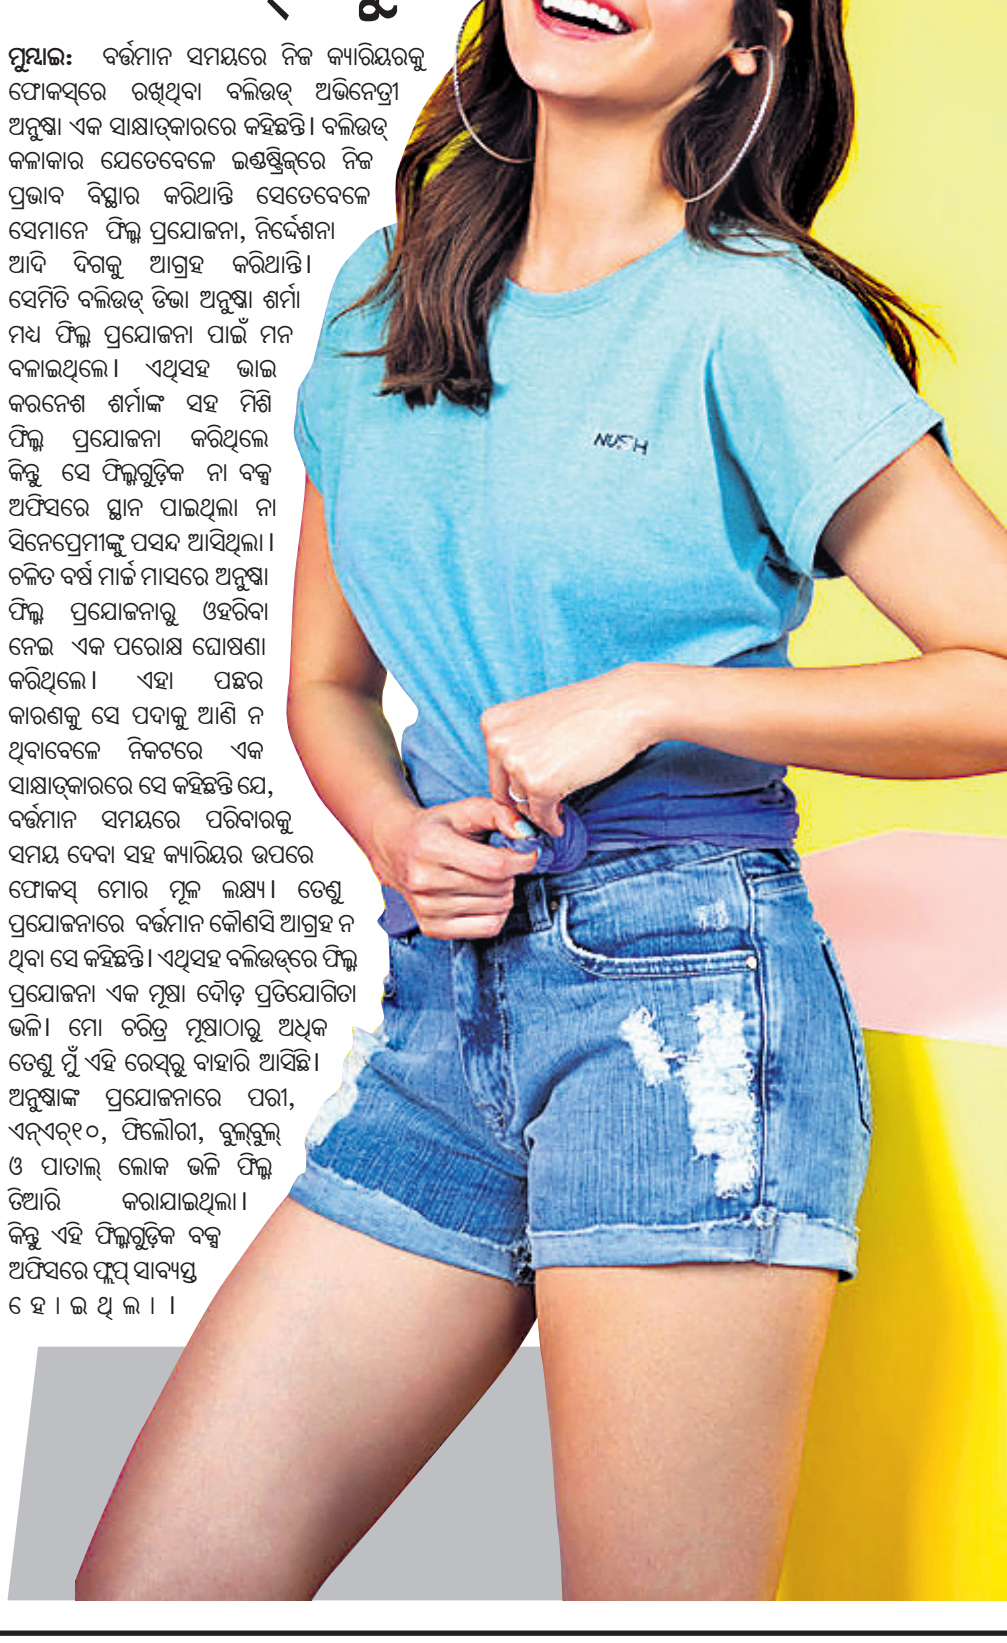 ମୁମ୍ବାଇ: ବର୍ତ୍ତମାନ ସମୟରେ ନିଜ କ୍ୟାରିୟରକୁ
ଫୋକସ୍‌ରେ ରଖିଥିବା ବଲିଉଡ୍ ଅଭିନେତ୍ରୀ
ଅନୁଷ୍କା ଏକ ସାକ୍ଷାତ୍‌କାରରେ କହିଛନ୍ତି। ବଲିଉଡ୍
କଳାକାର ଯେତେବେଳେ ଇଣ୍ଡଷ୍ଟ୍ରିଜ୍‌ରେ ନିଜ
ପ୍ରଭାବ ବିସ୍ତାର କରିଥାନ୍ତି ସେତେବେଳେ
ସେମାନେ ଫିଲ୍ମ ପ୍ରଯୋଜନା, ନିର୍ଦ୍ଦେଶନା
ଆଦି ଦିଗକୁ ଆଗ୍ରହ କରିଥାନ୍ତି।
ସେମିତି ବଲିଉଡ୍ ଡିଭା ଅନୁଷ୍କା ଶର୍ମା
ମଧ୍ୟ ଫିଲ୍ମ ପ୍ରଯୋଜନା ପାଇଁ ମନ
ବଳାଇଥିଲେ। ଏଥିସହ ଭାଇ
କରନେଶ ଶର୍ମାଙ୍କ ସହ ମିଶି
ଫିଲ୍ମ ପ୍ରଯୋଜନା କରିଥିଲେ
କିନ୍ତୁ ସେ ଫିଲ୍ମଗୁଡ଼ିକ ନା ବକ୍ସ
ଅଫିସରେ ସ୍ଥାନ ପାଇଥିଲା ନା
ସିନେପ୍ରେମୀଙ୍କୁ ପସନ୍ଦ ଆସିଥିଲା।
ଚଳିତ ବର୍ଷ ମାର୍ଚ୍ଚ ମାସରେ ଅନୁଷ୍କା
ଫିଲ୍ମ ପ୍ରଯୋଜନାରୁ ଓହରିବା
ନେଇ ଏକ ପରୋକ୍ଷ ଘୋଷଣା
କରିଥିଲେ। ଏହା ପଛର
କାରଣକୁ ସେ ପଦାକୁ ଆଣି ନ
ଥିବାବେଳେ ନିକଟରେ ଏକ
ସାକ୍ଷାତ୍‌କାରରେ ସେ କହିଛନ୍ତି ଯେ,
ବର୍ତ୍ତମାନ ସମୟରେ ପରିବାରକୁ
ସମୟ ଦେବା ସହ କ୍ୟାରିୟର ଉପରେ
ଫୋକସ୍ ମୋର ମୂଳ ଲକ୍ଷ୍ୟ। ତେଣୁ
ପ୍ରଯୋଜନାରେ ବର୍ତ୍ତମାନ କୌଣସି ଆଗ୍ରହ ନ
ଥିବା ସେ କହିଛନ୍ତି। ଏଥିସହ ବଲିଉଡ୍‌ରେ ଫିଲ୍ମ
ପ୍ରଯୋଜନା ଏକ ମୂଷା ଦୌଡ଼ ପ୍ରତିଯୋଗିତା
ଭଳି। ମୋ ଚରିତ୍ର ମୂଷାଠାରୁ ଅଧିକ
ତେଣୁ ମୁଁ ଏହି ରେସ୍‌ରୁ ବାହାରି ଆସିଛି।
ଅନୁଷ୍କାଙ୍କ ପ୍ରଯୋଜନାରେ ପରୀ,
ଏନ୍‌ଏଚ୍‌୧୦, ଫିଲୌରୀ, ବୁଲ୍‌ବୁଲ୍
ଓ ପାତାଲ୍ ଲୋକ ଭଳି ଫିଲ୍ମ
ତିଆରି କରାଯାଇଥିଲା।
କିନ୍ତୁ ଏହି ଫିଲ୍ମଗୁଡ଼ିକ ବକ୍ସ
ଅଫିସରେ ଫ୍ଲପ୍ ସାବ୍ୟସ୍ତ
ହୋଇଥିଲା।
NUSH